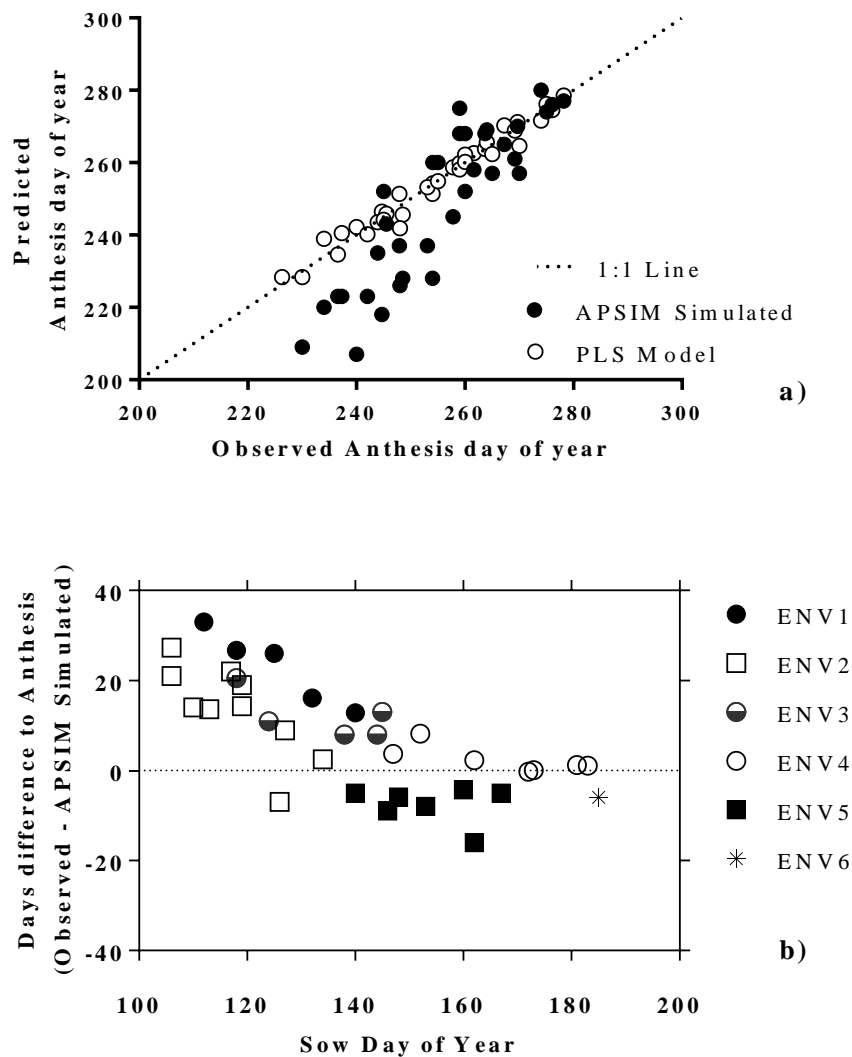 300
280
260
240
220
200
Predicted
Anthesis day of year
1:1 Line
APSIM Simulated
PLS Model
200 220 240 260 280 300
a)
Observed Anthesis day of year
40
20
0
-20
-40
Days difference to Anthesis
(Observed - APSIM Simulated)
ENV1
ENV2
ENV3
ENV4
ENV5
ENV6
b)
100 120 140 160 180 200
Sow Day of Year